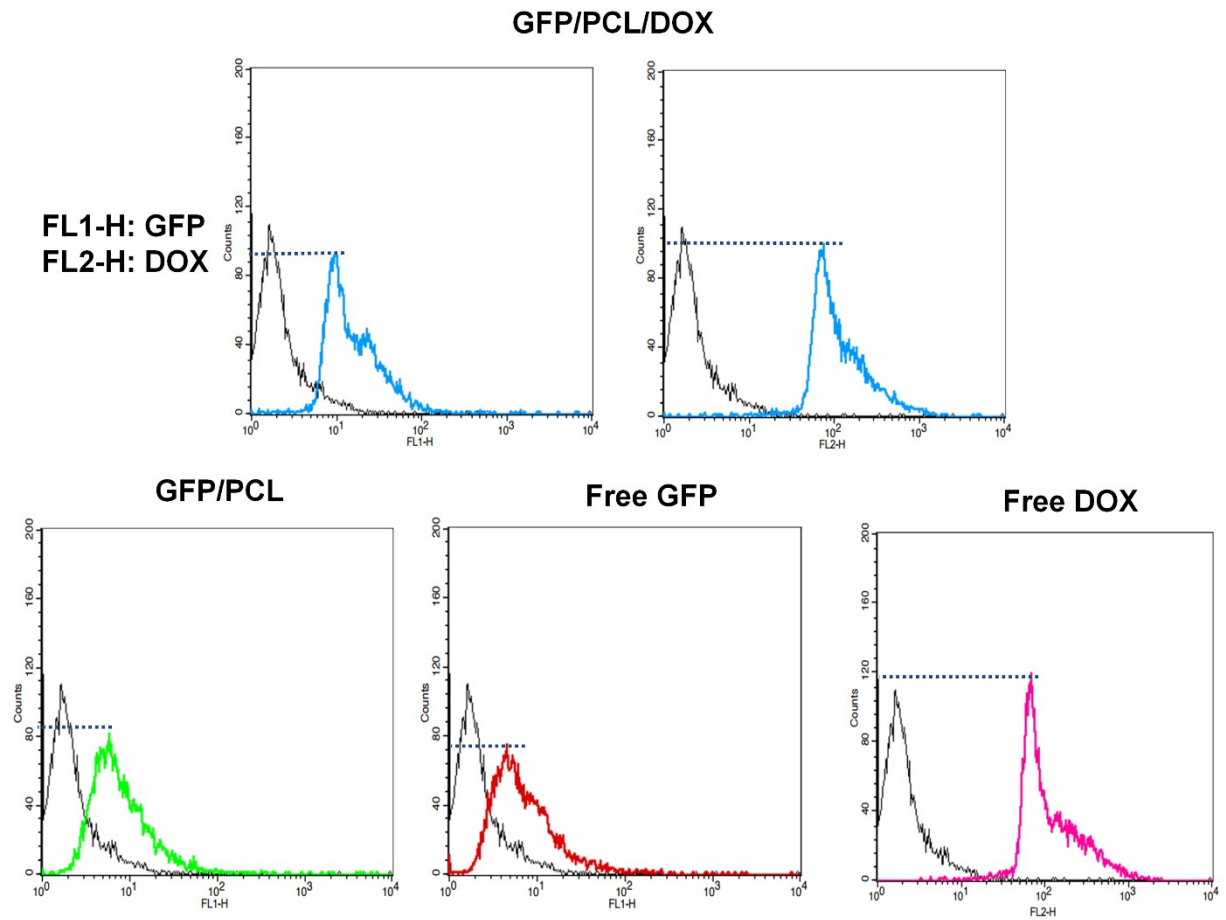 GFP/PCL/DOX
FL1-H: GFP
FL2-H: DOX
200
160
120
80
40
0
Counts
10⁰ 10¹ 10² 10³ 10⁴
FL1-H
200
160
120
80
40
0
Counts
10⁰ 10¹ 10² 10³ 10⁴
FL2-H
GFP/PCL
200
160
120
80
40
0
Counts
10⁰ 10¹ 10² 10³ 10⁴
FL1-H
Free GFP
200
160
120
80
40
0
Counts
10⁰ 10¹ 10² 10³ 10⁴
FL1-H
Free DOX
200
160
120
80
40
0
Counts
10⁰ 10¹ 10² 10³ 10⁴
FL2-H